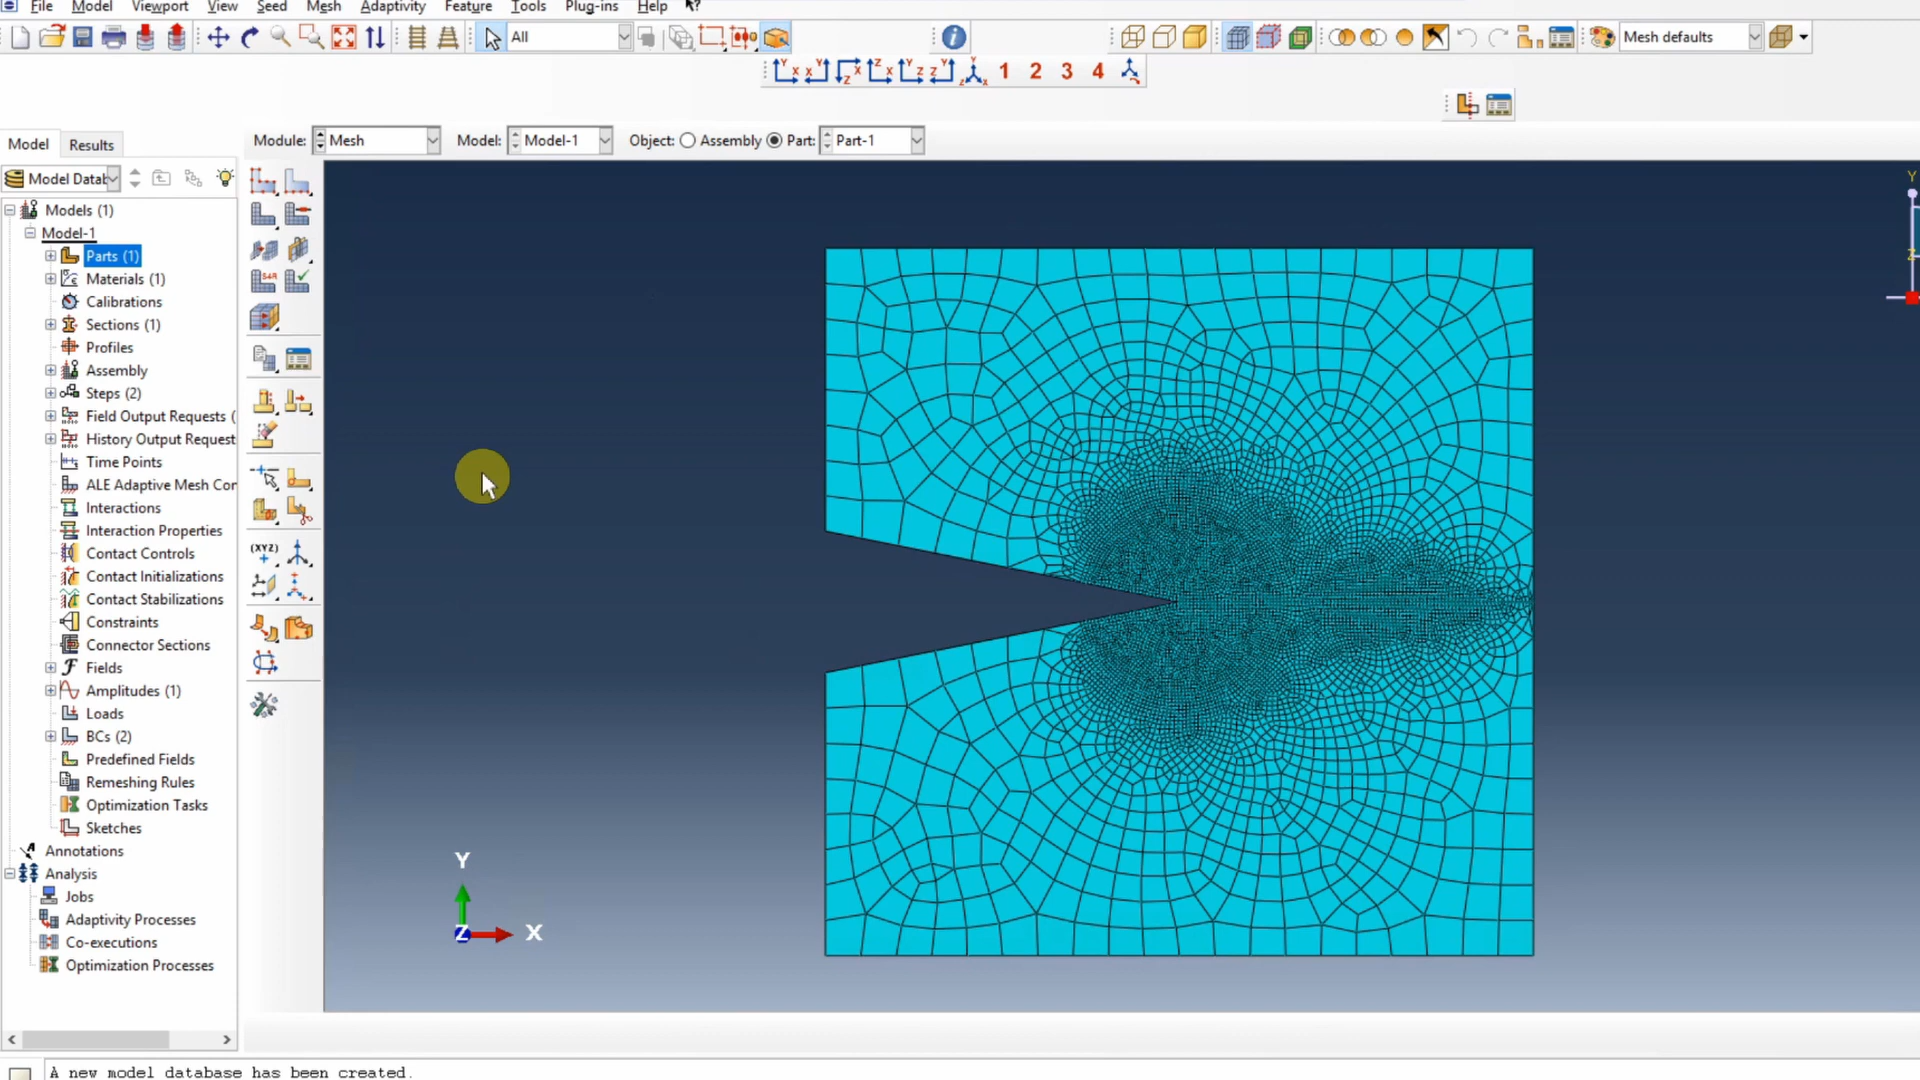 File Model Viewport View Seed Mesh Adaptivity Feature Tools Plug-ins Help
All
Mesh defaults
1 2 3 4
Model Results
Module: Mesh Model: Model-1 Object: Assembly Part: Part-1
Model Datab
Models (1)
Model-1
Parts (1)
Materials (1)
Calibrations
Sections (1)
Profiles
Assembly
Steps (2)
Field Output Requests (
History Output Request
Time Points
ALE Adaptive Mesh Con
Interactions
Interaction Properties
Contact Controls
Contact Initializations
Contact Stabilizations
Constraints
Connector Sections
Fields
Amplitudes (1)
Loads
BCs (2)
Predefined Fields
Remeshing Rules
Optimization Tasks
Sketches
Annotations
Analysis
Jobs
Adaptivity Processes
Co-executions
Optimization Processes
(XYZ)
Y
Z
Y
Z X
A new model database has been created.